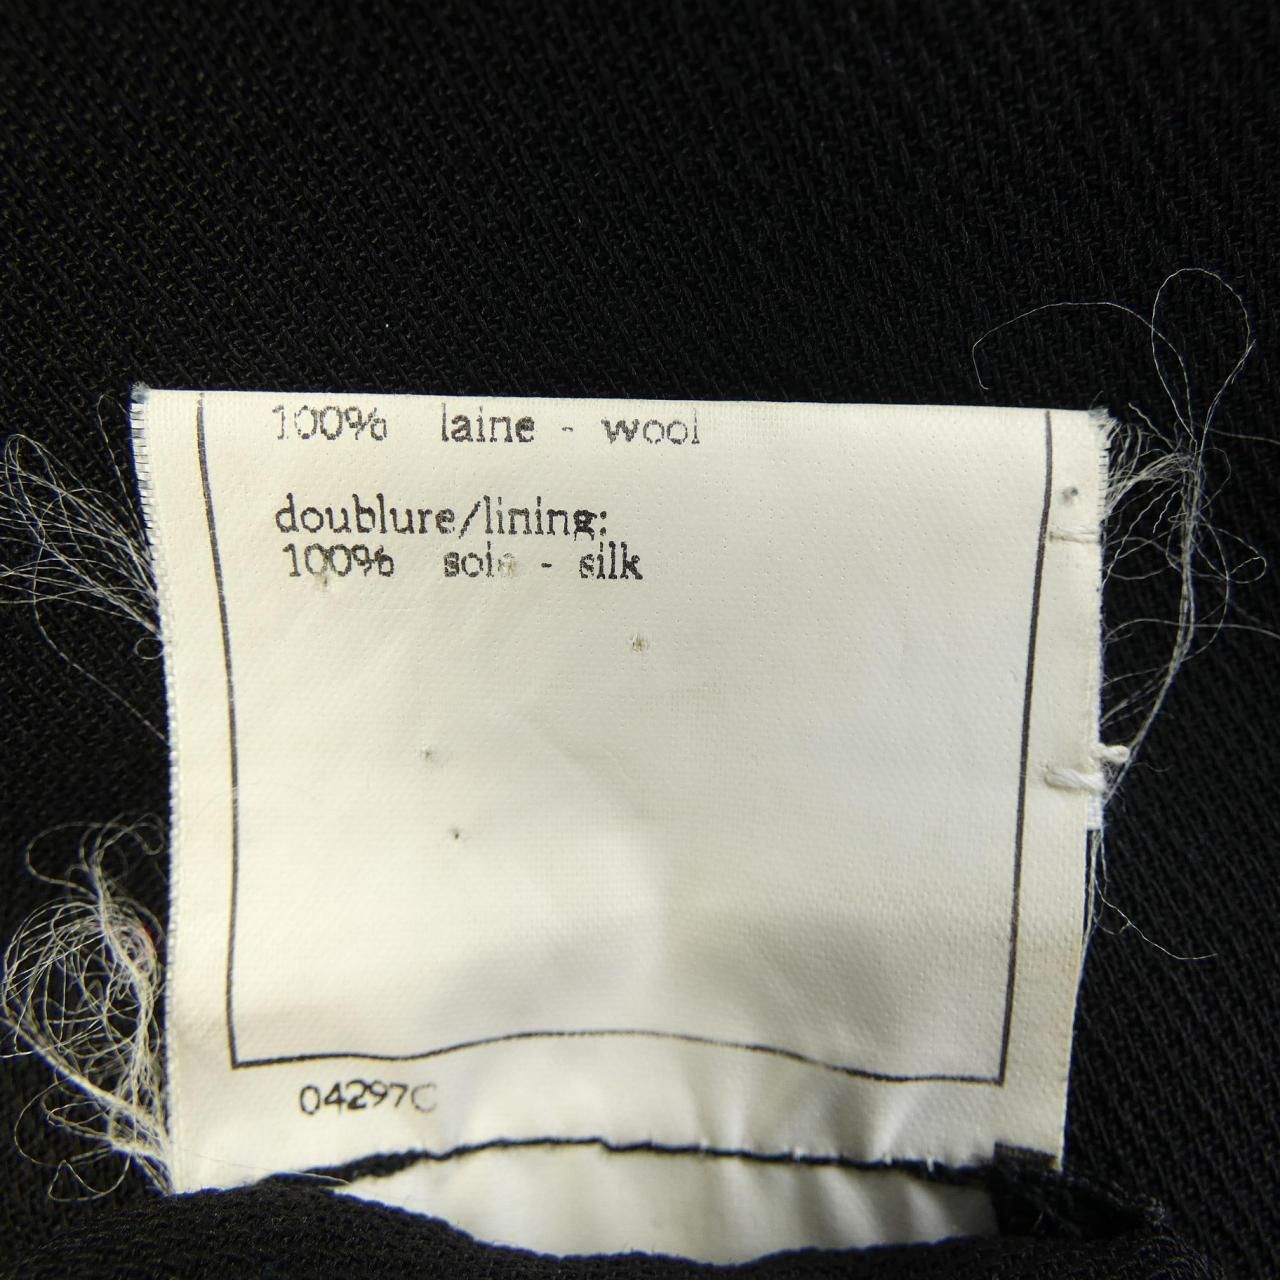 100% laine - wool
doublure/lining:
100% soie - silk
04297C